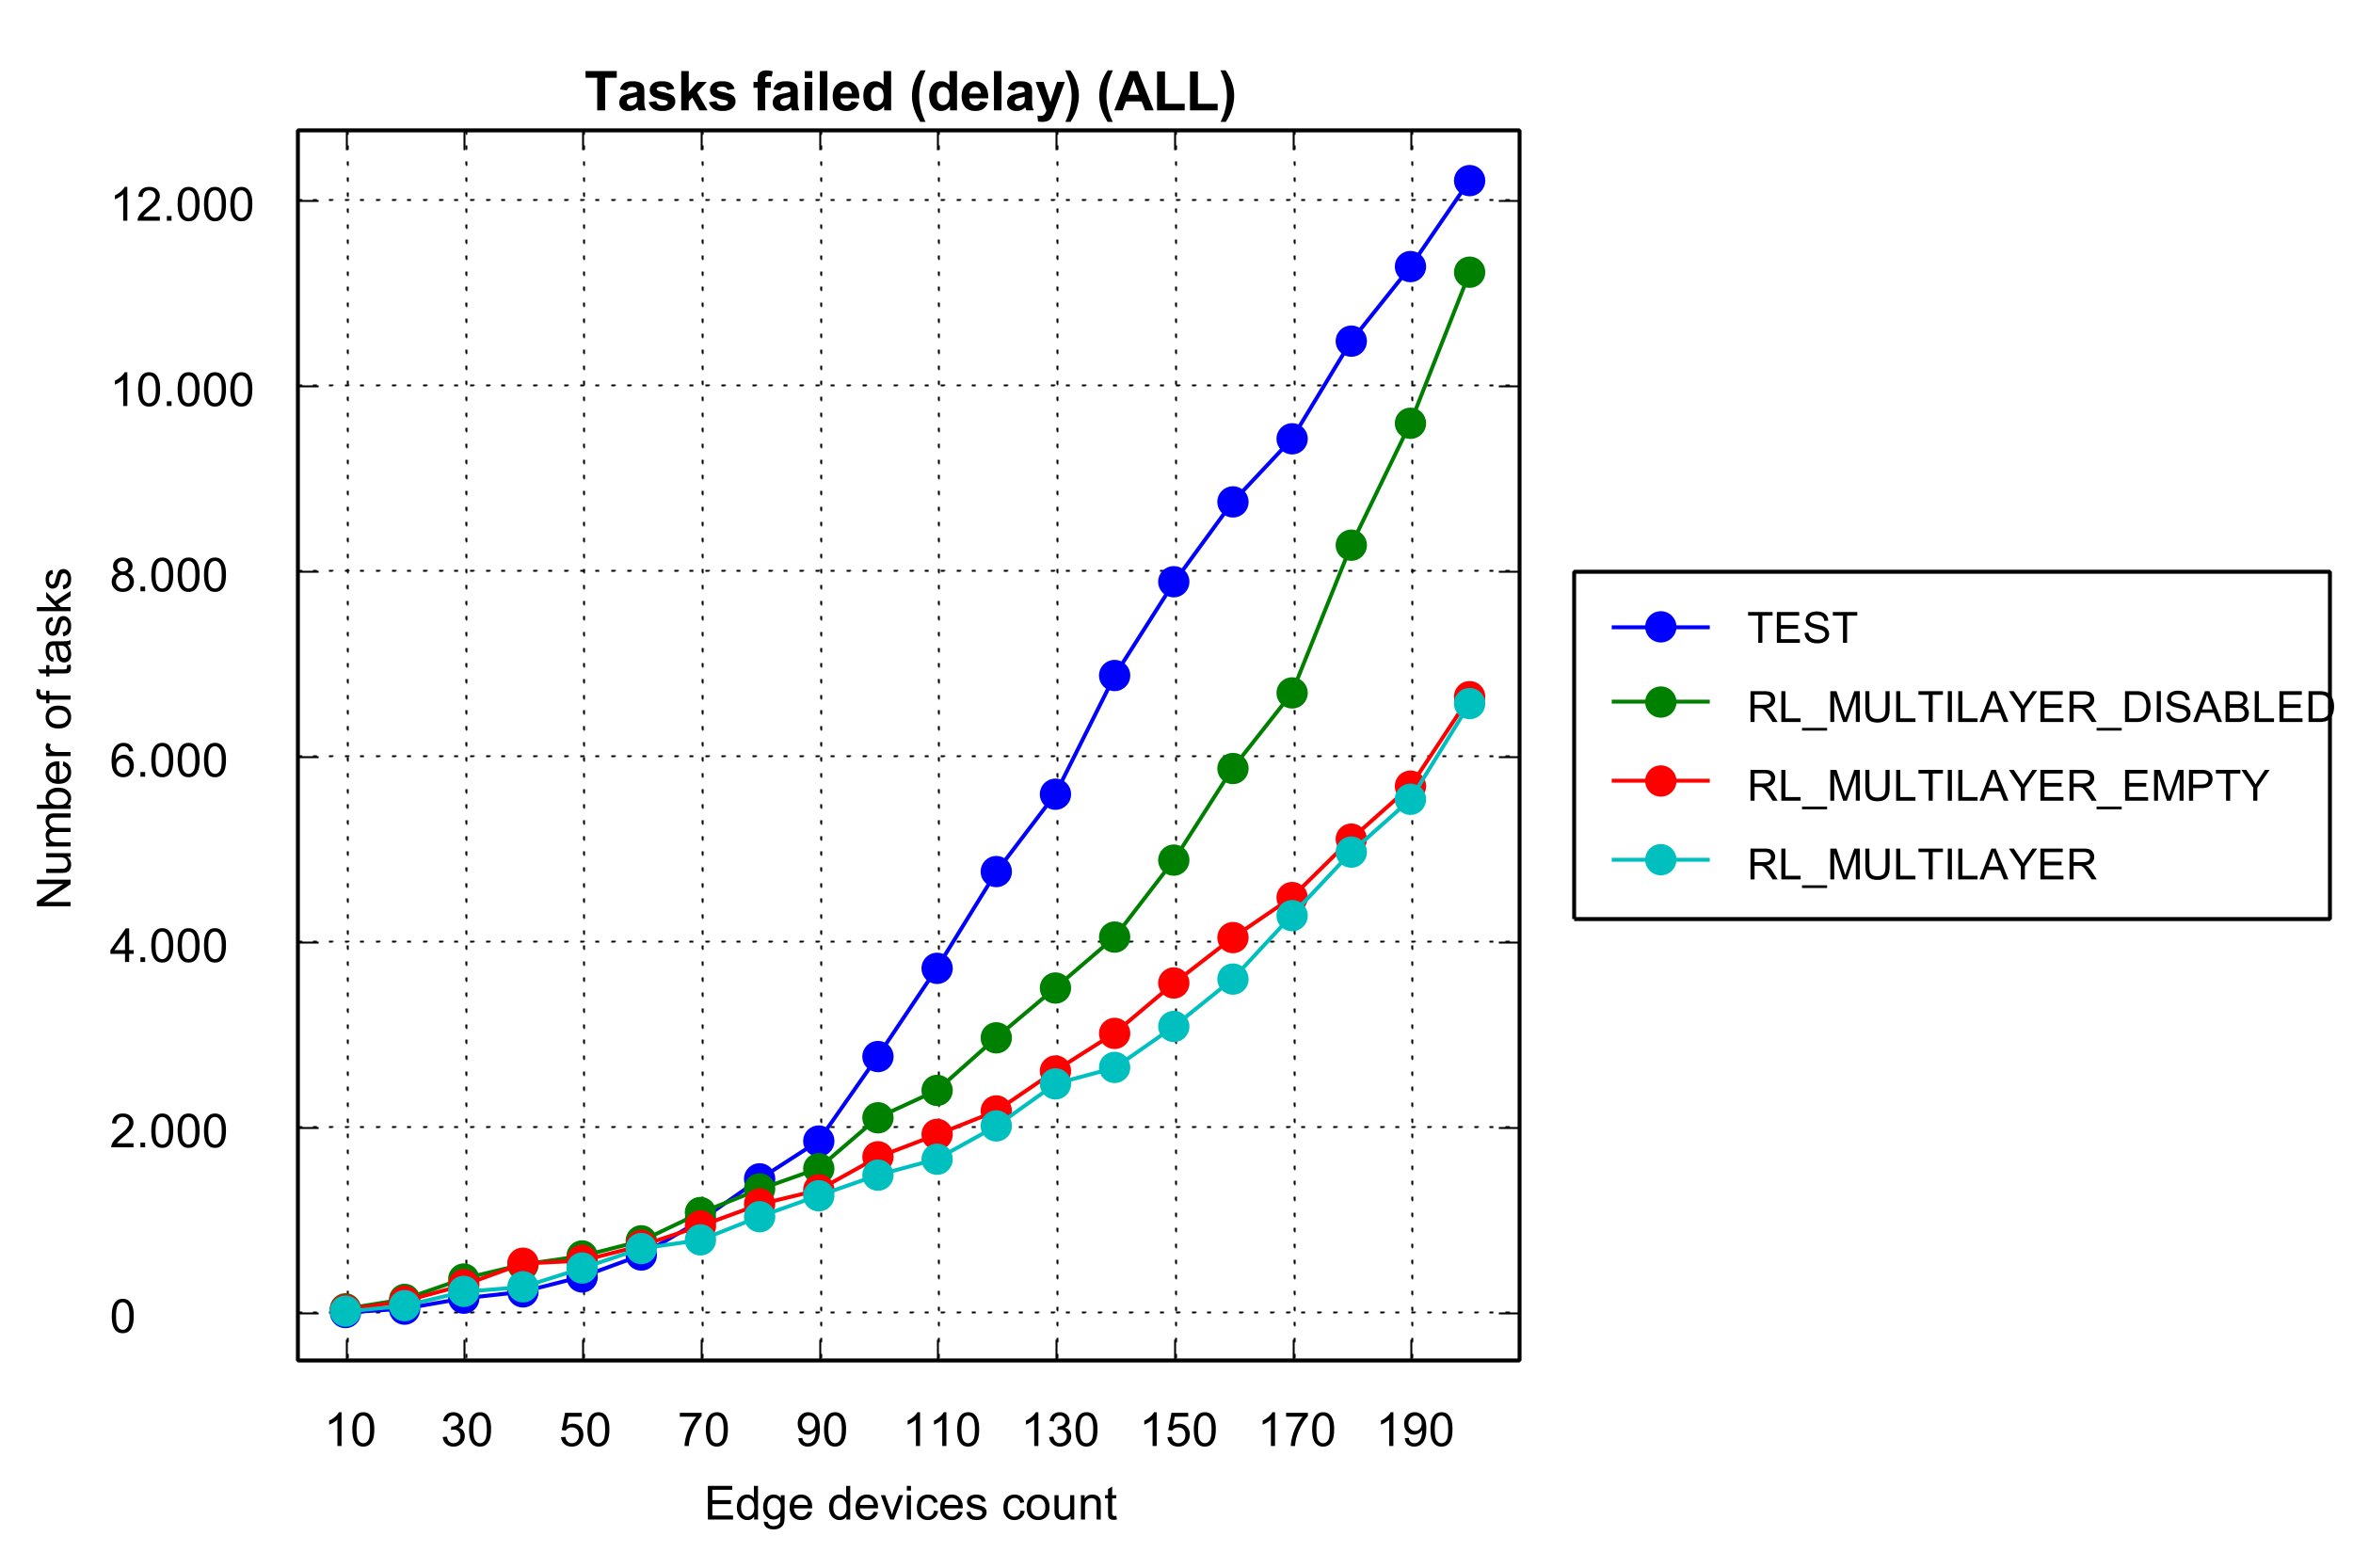 Tasks failed (delay) (ALL)
Number of tasks
12.000
10.000
8.000
6.000
4.000
2.000
0
10 30 50 70 90 110 130 150 170 190
Edge devices count
TEST
RL_MULTILAYER_DISABLED
RL_MULTILAYER_EMPTY
RL_MULTILAYER